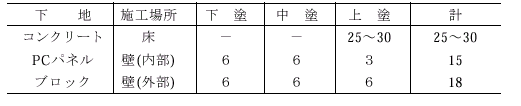 下 地 施工場所 下 塗 中 塗 上 塗 計
コンクリート 床 － － 25～30 25～30
PCパネル 壁(内部) 6 6 3 15
ブロック 壁(外部) 6 6 6 18